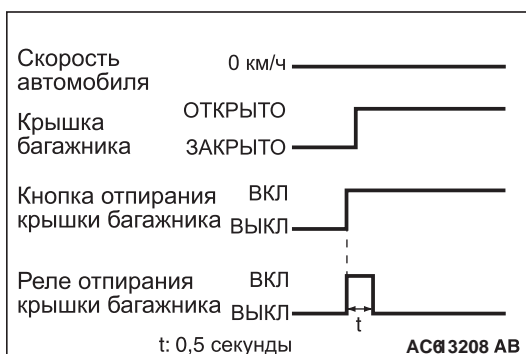 Скорость
автомобиля
0 км/ч
Крышка
багажника
ОТКРЫТО
ЗАКРЫТО
Кнопка отпирания
крышки багажника
ВКЛ
ВЫКЛ
Реле отпирания
крышки багажника
ВКЛ
ВЫКЛ
t
t: 0,5 секунды
AC613208 AB